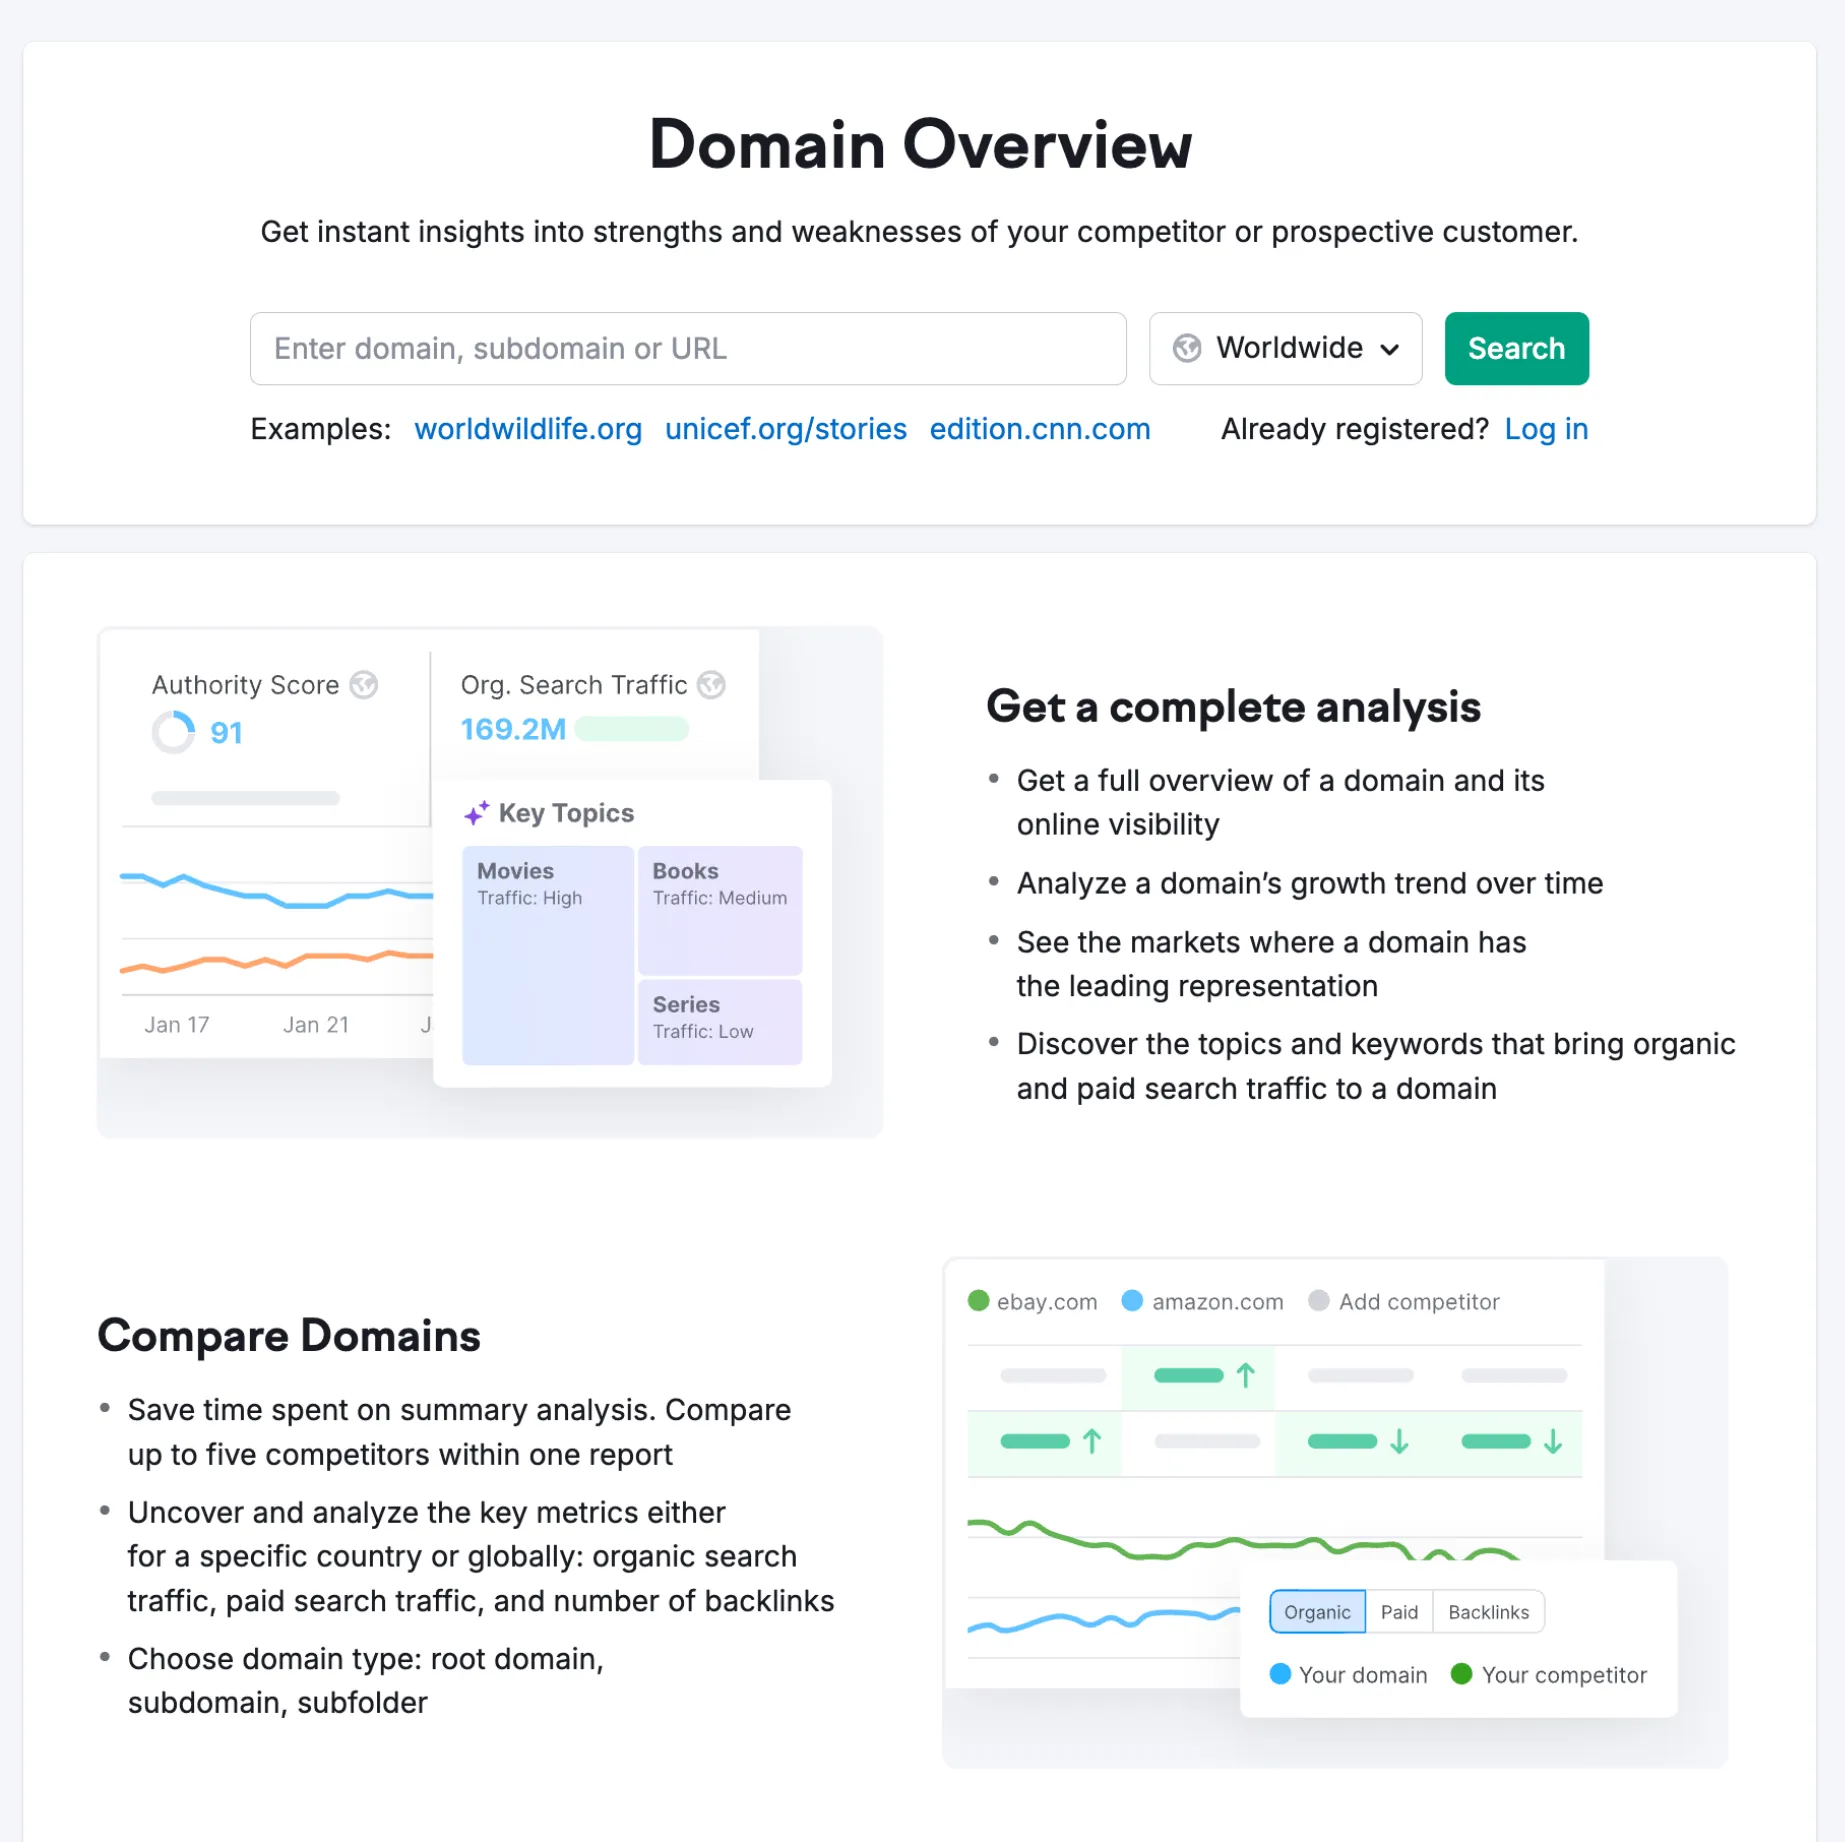 Domain Overview
Get instant insights into strengths and weaknesses of your competitor or prospective customer.
Enter domain, subdomain or URL
Worldwide
Search
Examples: worldwildlife.org unicef.org/stories edition.cnn.com
Already registered? Log in
Authority Score
91
Org. Search Traffic
169.2M
Key Topics
Movies
Traffic: High
Books
Traffic: Medium
Series
Traffic: Low
Jan 17 Jan 21 J
Get a complete analysis
• Get a full overview of a domain and its
online visibility
• Analyze a domain’s growth trend over time
• See the markets where a domain has
the leading representation
• Discover the topics and keywords that bring organic
and paid search traffic to a domain
Compare Domains
• Save time spent on summary analysis. Compare
up to five competitors within one report
• Uncover and analyze the key metrics either
for a specific country or globally: organic search
traffic, paid search traffic, and number of backlinks
• Choose domain type: root domain,
subdomain, subfolder
ebay.com amazon.com Add competitor
Organic Paid Backlinks
Your domain Your competitor